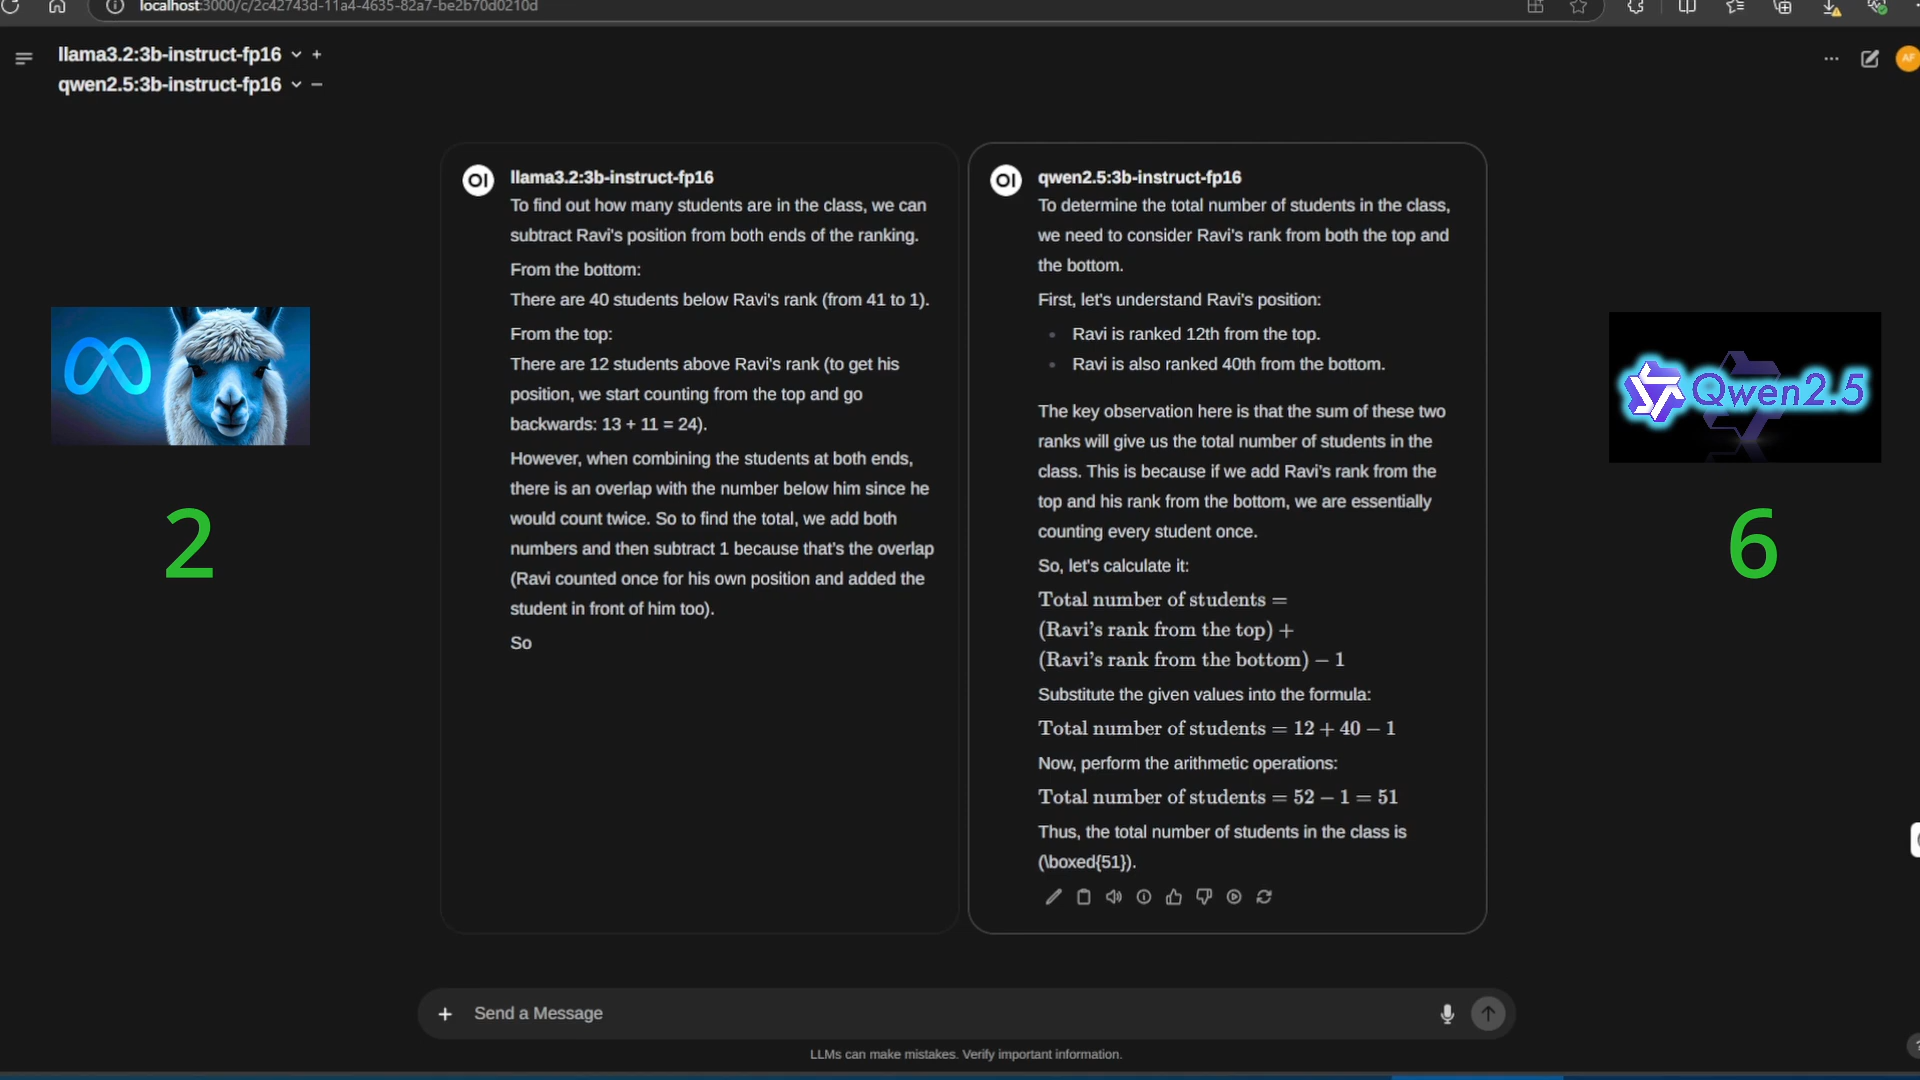 localhost:3000/c/2c42743d-11a4-4635-82a7-be2b70d0210d
llama3.2:3b-instruct-fp16
qwen2.5:3b-instruct-fp16
AF
OI
llama3.2:3b-instruct-fp16
To find out how many students are in the class, we can
subtract Ravi's position from both ends of the ranking.
From the bottom:
There are 40 students below Ravi's rank (from 41 to 1).
From the top:
There are 12 students above Ravi's rank (to get his
position, we start counting from the top and go
backwards: 13 + 11 = 24).
However, when combining the students at both ends,
there is an overlap with the number below him since he
would count twice. So to find the total, we add both
numbers and then subtract 1 because that's the overlap
(Ravi counted once for his own position and added the
student in front of him too).
So
OI
qwen2.5:3b-instruct-fp16
To determine the total number of students in the class,
we need to consider Ravi's rank from both the top and
the bottom.
First, let's understand Ravi's position:
Ravi is ranked 12th from the top.
Ravi is also ranked 40th from the bottom.
The key observation here is that the sum of these two
ranks will give us the total number of students in the
class. This is because if we add Ravi's rank from the
top and his rank from the bottom, we are essentially
counting every student once.
So, let's calculate it:
Total number of students =
(Ravi's rank from the top) +
(Ravi's rank from the bottom) − 1
Substitute the given values into the formula:
Total number of students = 12 + 40 − 1
Now, perform the arithmetic operations:
Total number of students = 52 − 1 = 51
Thus, the total number of students in the class is
(\boxed{51}).
2
Qwen2.5
6
Send a Message
LLMs can make mistakes. Verify important information.